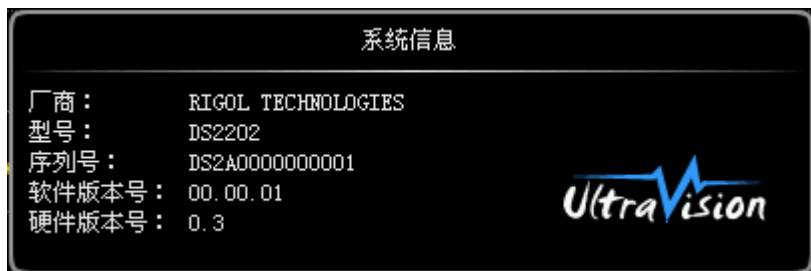 系统信息
厂商： RIGOL TECHNOLOGIES
型号： DS2202
序列号： DS2A0000000001
软件版本号： 00.00.01
硬件版本号： 0.3
UltraVision